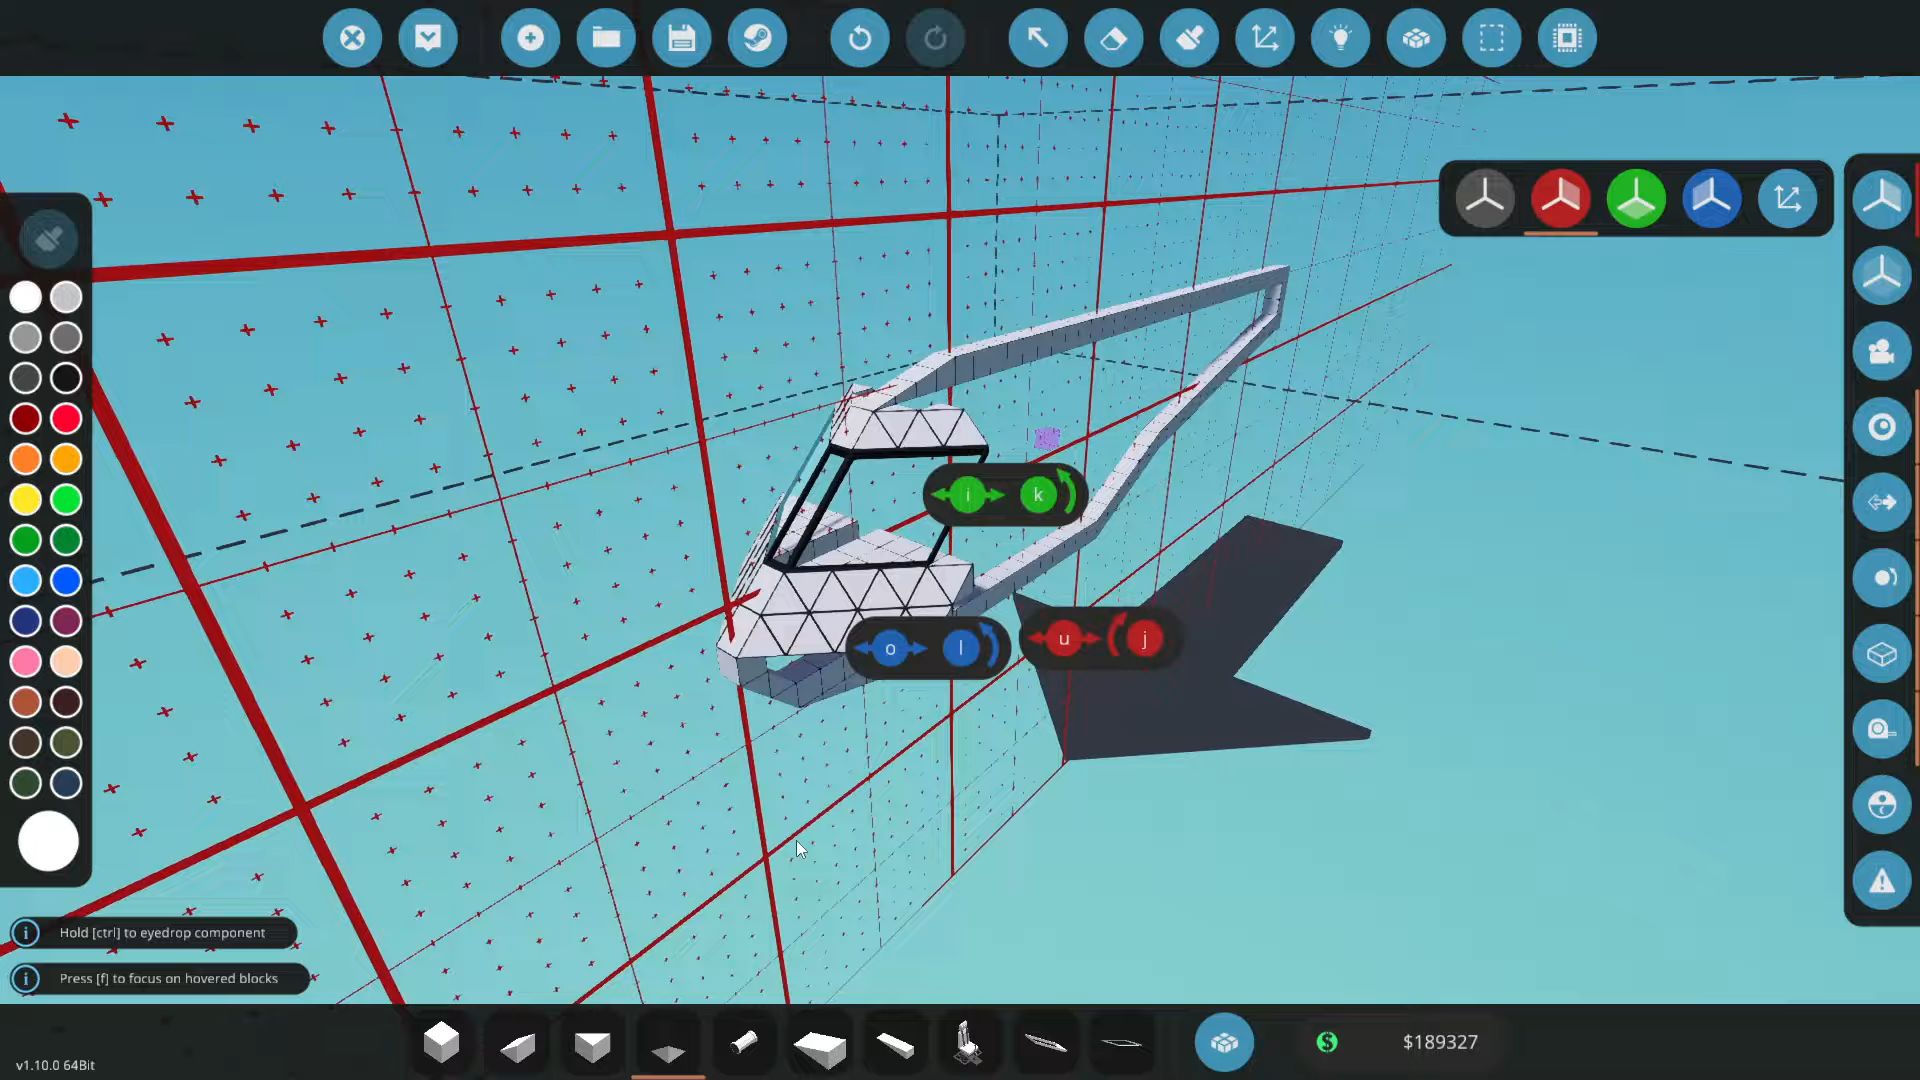 i
k
o
l
u
j
Hold [ctrl] to eyedrop component
Press [f] to focus on hovered blocks
$189327
v1.10.0 64Bit